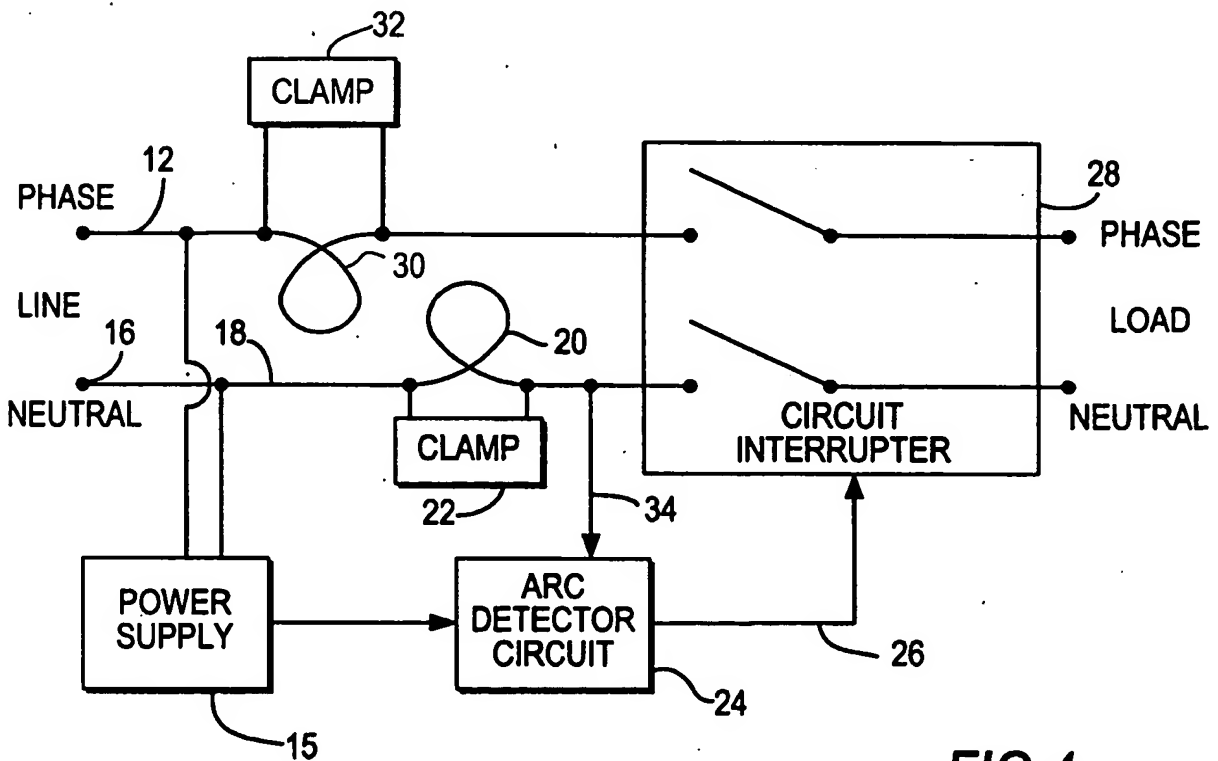 32
CLAMP
12
PHASE
28
PHASE
30
LINE
LOAD
16
18
20
NEUTRAL
CIRCUIT
INTERRUPTER
NEUTRAL
CLAMP
22
34
POWER
SUPPLY
ARC
DETECTOR
CIRCUIT
26
24
15